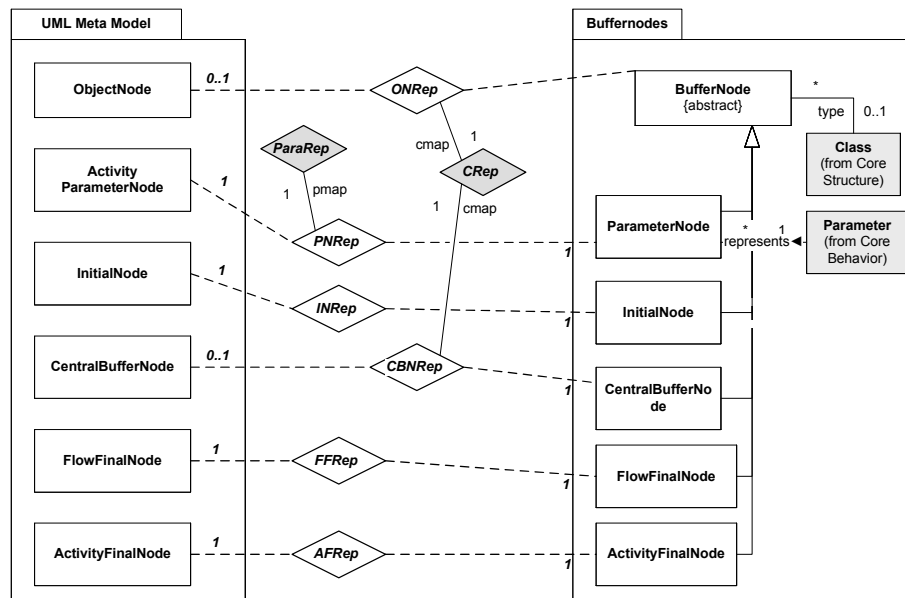 UML Meta Model
Buffernodes
ObjectNode
0..1
ONRep
BufferNode
{abstract}
*
type
0..1
Class
(from Core
Structure)
cmap
1
ParaRep
1
pmap
CRep
1
cmap
Activity
ParameterNode
1
PNRep
1
ParameterNode
*
1
represents
Parameter
(from Core
Behavior)
InitialNode
1
INRep
1
InitialNode
CentralBufferNode
0..1
CBNRep
1
CentralBufferNo
de
FlowFinalNode
1
FFRep
1
FlowFinalNode
ActivityFinalNode
1
AFRep
1
ActivityFinalNode